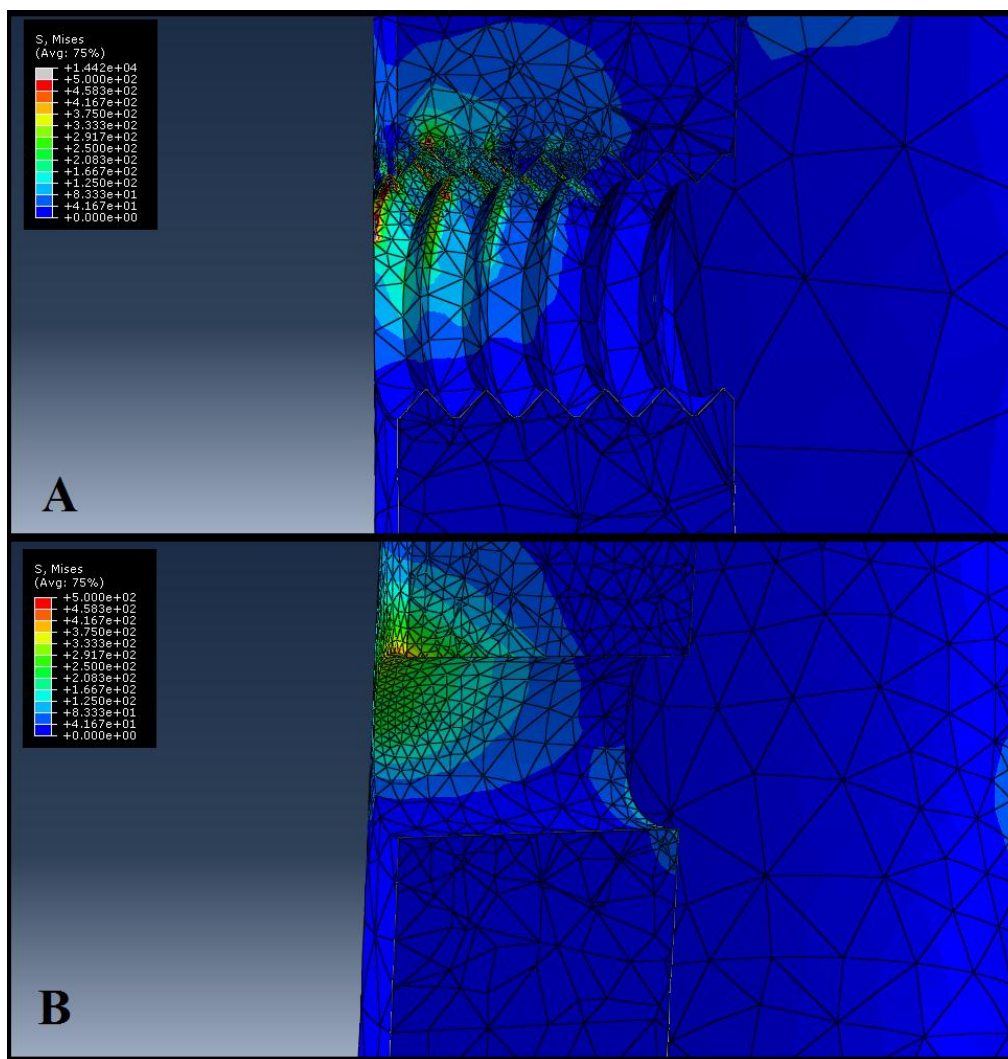 S, Mises
(Avg: 75%)
+1.442e+04
+5.000e+02
+4.583e+02
+4.167e+02
+3.750e+02
+3.333e+02
+2.917e+02
+2.500e+02
+2.083e+02
+1.667e+02
+1.250e+02
+8.333e+01
+4.167e+01
+0.000e+00
A
S, Mises
(Avg: 75%)
+5.000e+02
+4.583e+02
+4.167e+02
+3.750e+02
+3.333e+02
+2.917e+02
+2.500e+02
+2.083e+02
+1.667e+02
+1.250e+02
+8.333e+01
+4.167e+01
+0.000e+00
B